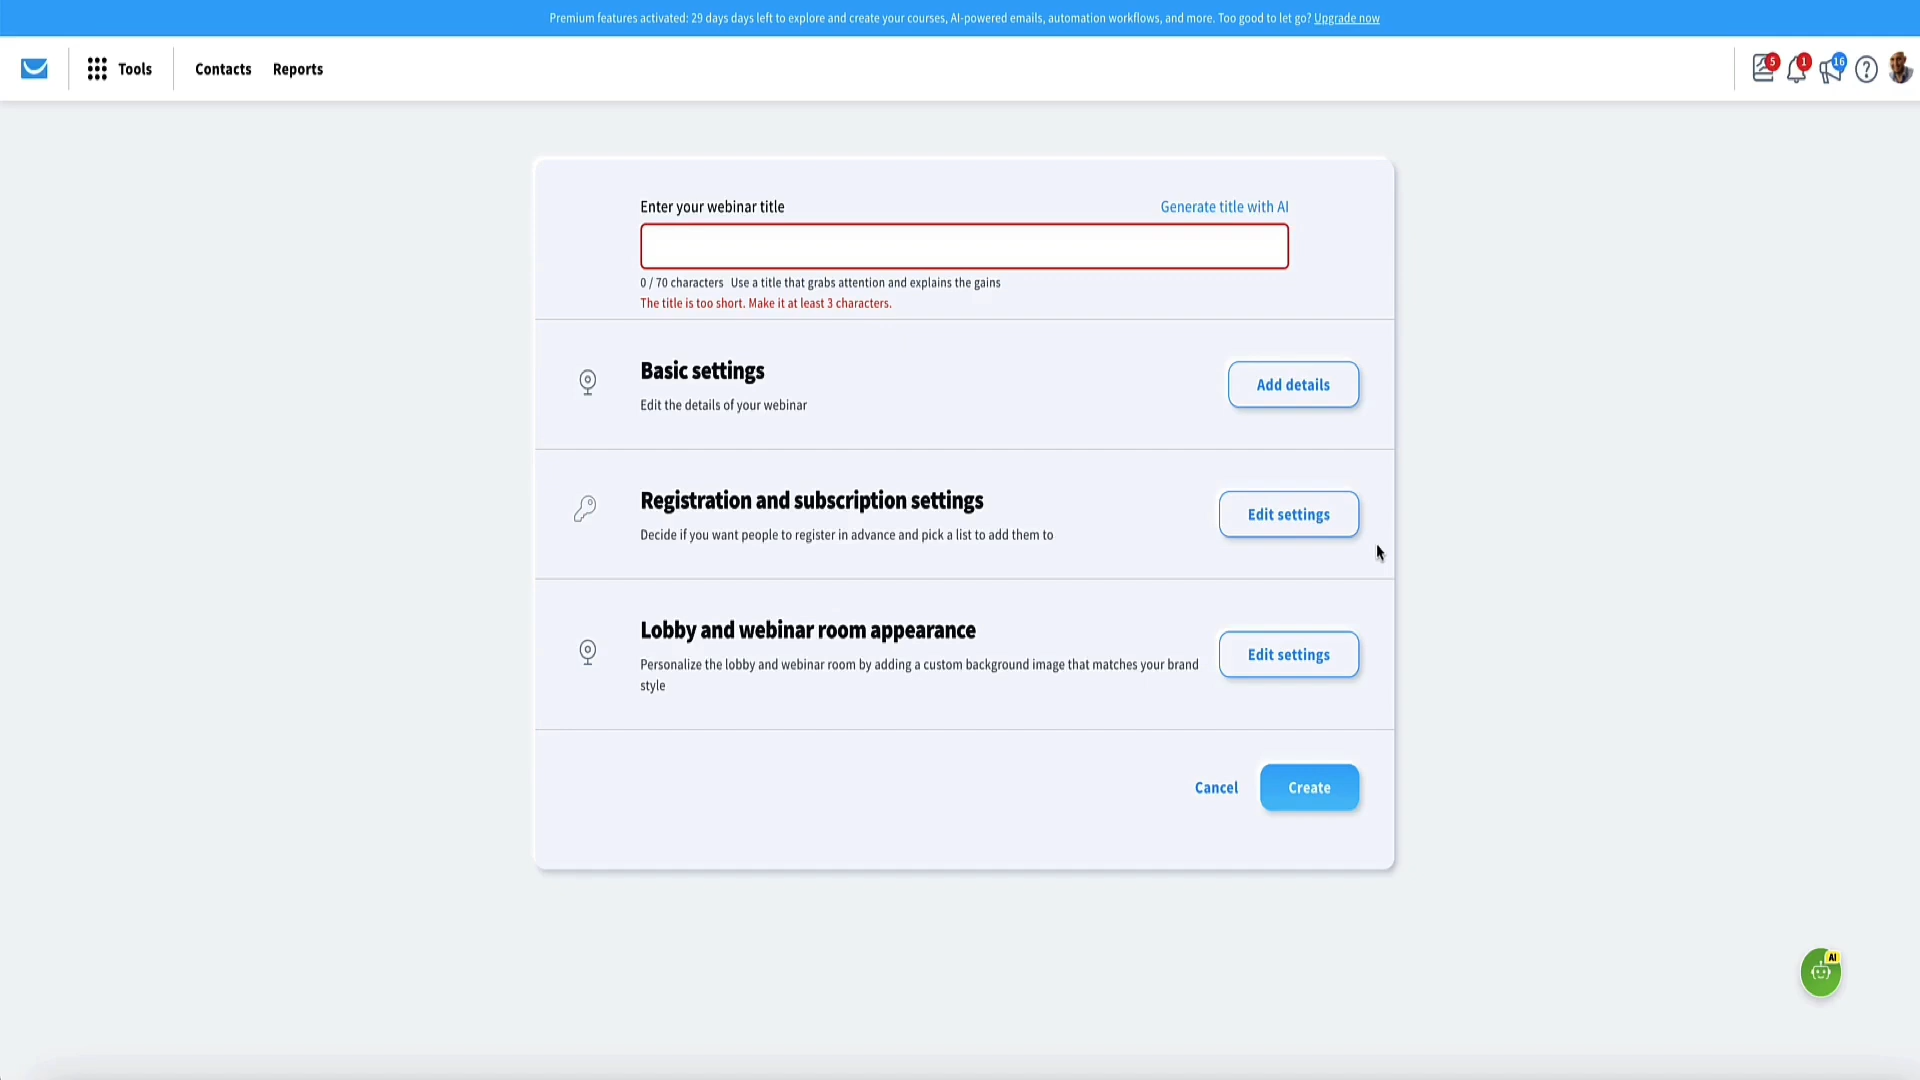 Premium features activated: 29 days days left to explore and create your courses, AI-powered emails, automation workflows, and more. Too good to let go? Upgrade now
Tools
Contacts
Reports
5
1
16
?
Enter your webinar title
Generate title with AI
0 / 70 characters Use a title that grabs attention and explains the gains
The title is too short. Make it at least 3 characters.
Basic settings
Edit the details of your webinar
Add details
Registration and subscription settings
Decide if you want people to register in advance and pick a list to add them to
Edit settings
Lobby and webinar room appearance
Personalize the lobby and webinar room by adding a custom background image that matches your brand
style
Edit settings
Cancel
Create
AI